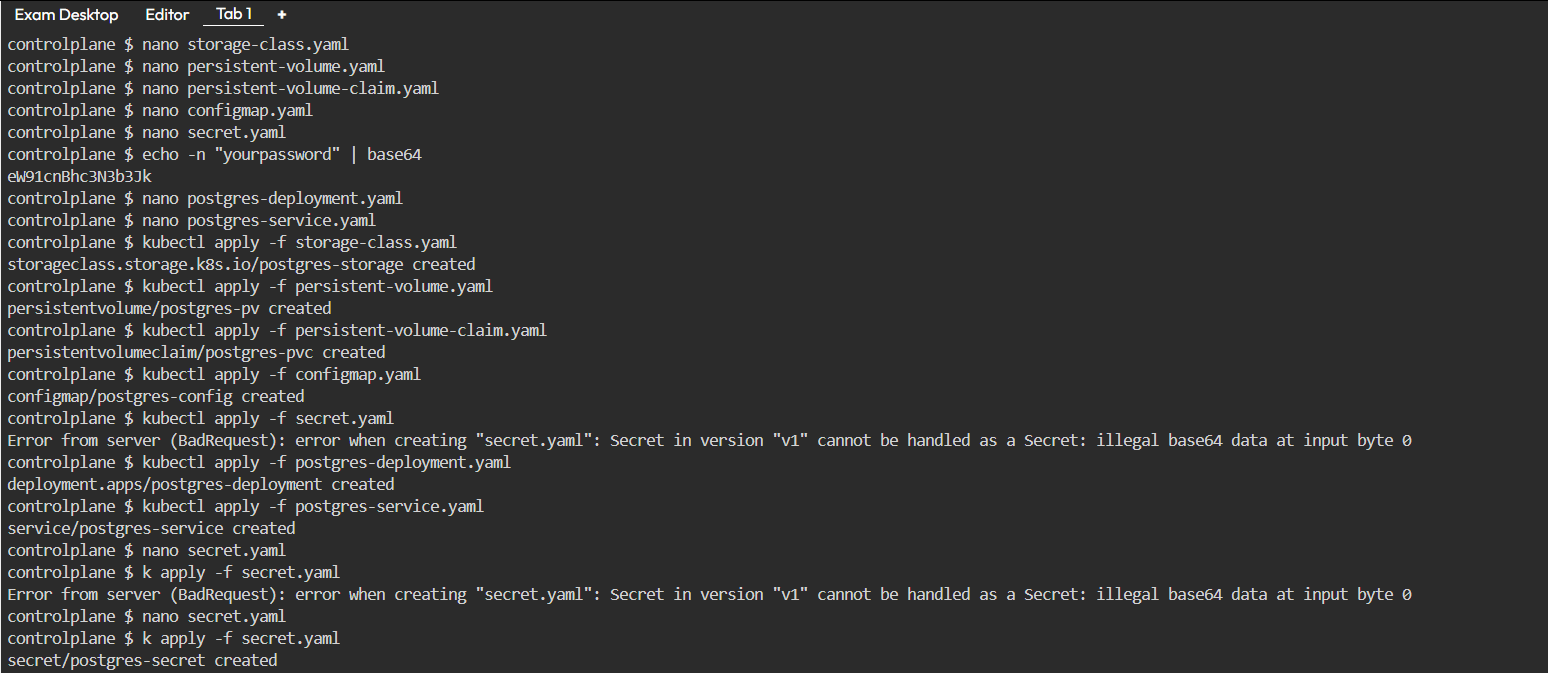 Exam Desktop Editor Tab 1 +
controlplane $ nano storage-class.yaml
controlplane $ nano persistent-volume.yaml
controlplane $ nano persistent-volume-claim.yaml
controlplane $ nano configmap.yaml
controlplane $ nano secret.yaml
controlplane $ echo -n "yourpassword" | base64
eW91cnBhc3N3b3Jk
controlplane $ nano postgres-deployment.yaml
controlplane $ nano postgres-service.yaml
controlplane $ kubectl apply -f storage-class.yaml
storageclass.storage.k8s.io/postgres-storage created
controlplane $ kubectl apply -f persistent-volume.yaml
persistentvolume/postgres-pv created
controlplane $ kubectl apply -f persistent-volume-claim.yaml
persistentvolumeclaim/postgres-pvc created
controlplane $ kubectl apply -f configmap.yaml
configmap/postgres-config created
controlplane $ kubectl apply -f secret.yaml
Error from server (BadRequest): error when creating "secret.yaml": Secret in version "v1" cannot be handled as a Secret: illegal base64 data at input byte 0
controlplane $ kubectl apply -f postgres-deployment.yaml
deployment.apps/postgres-deployment created
controlplane $ kubectl apply -f postgres-service.yaml
service/postgres-service created
controlplane $ nano secret.yaml
controlplane $ k apply -f secret.yaml
Error from server (BadRequest): error when creating "secret.yaml": Secret in version "v1" cannot be handled as a Secret: illegal base64 data at input byte 0
controlplane $ nano secret.yaml
controlplane $ k apply -f secret.yaml
secret/postgres-secret created